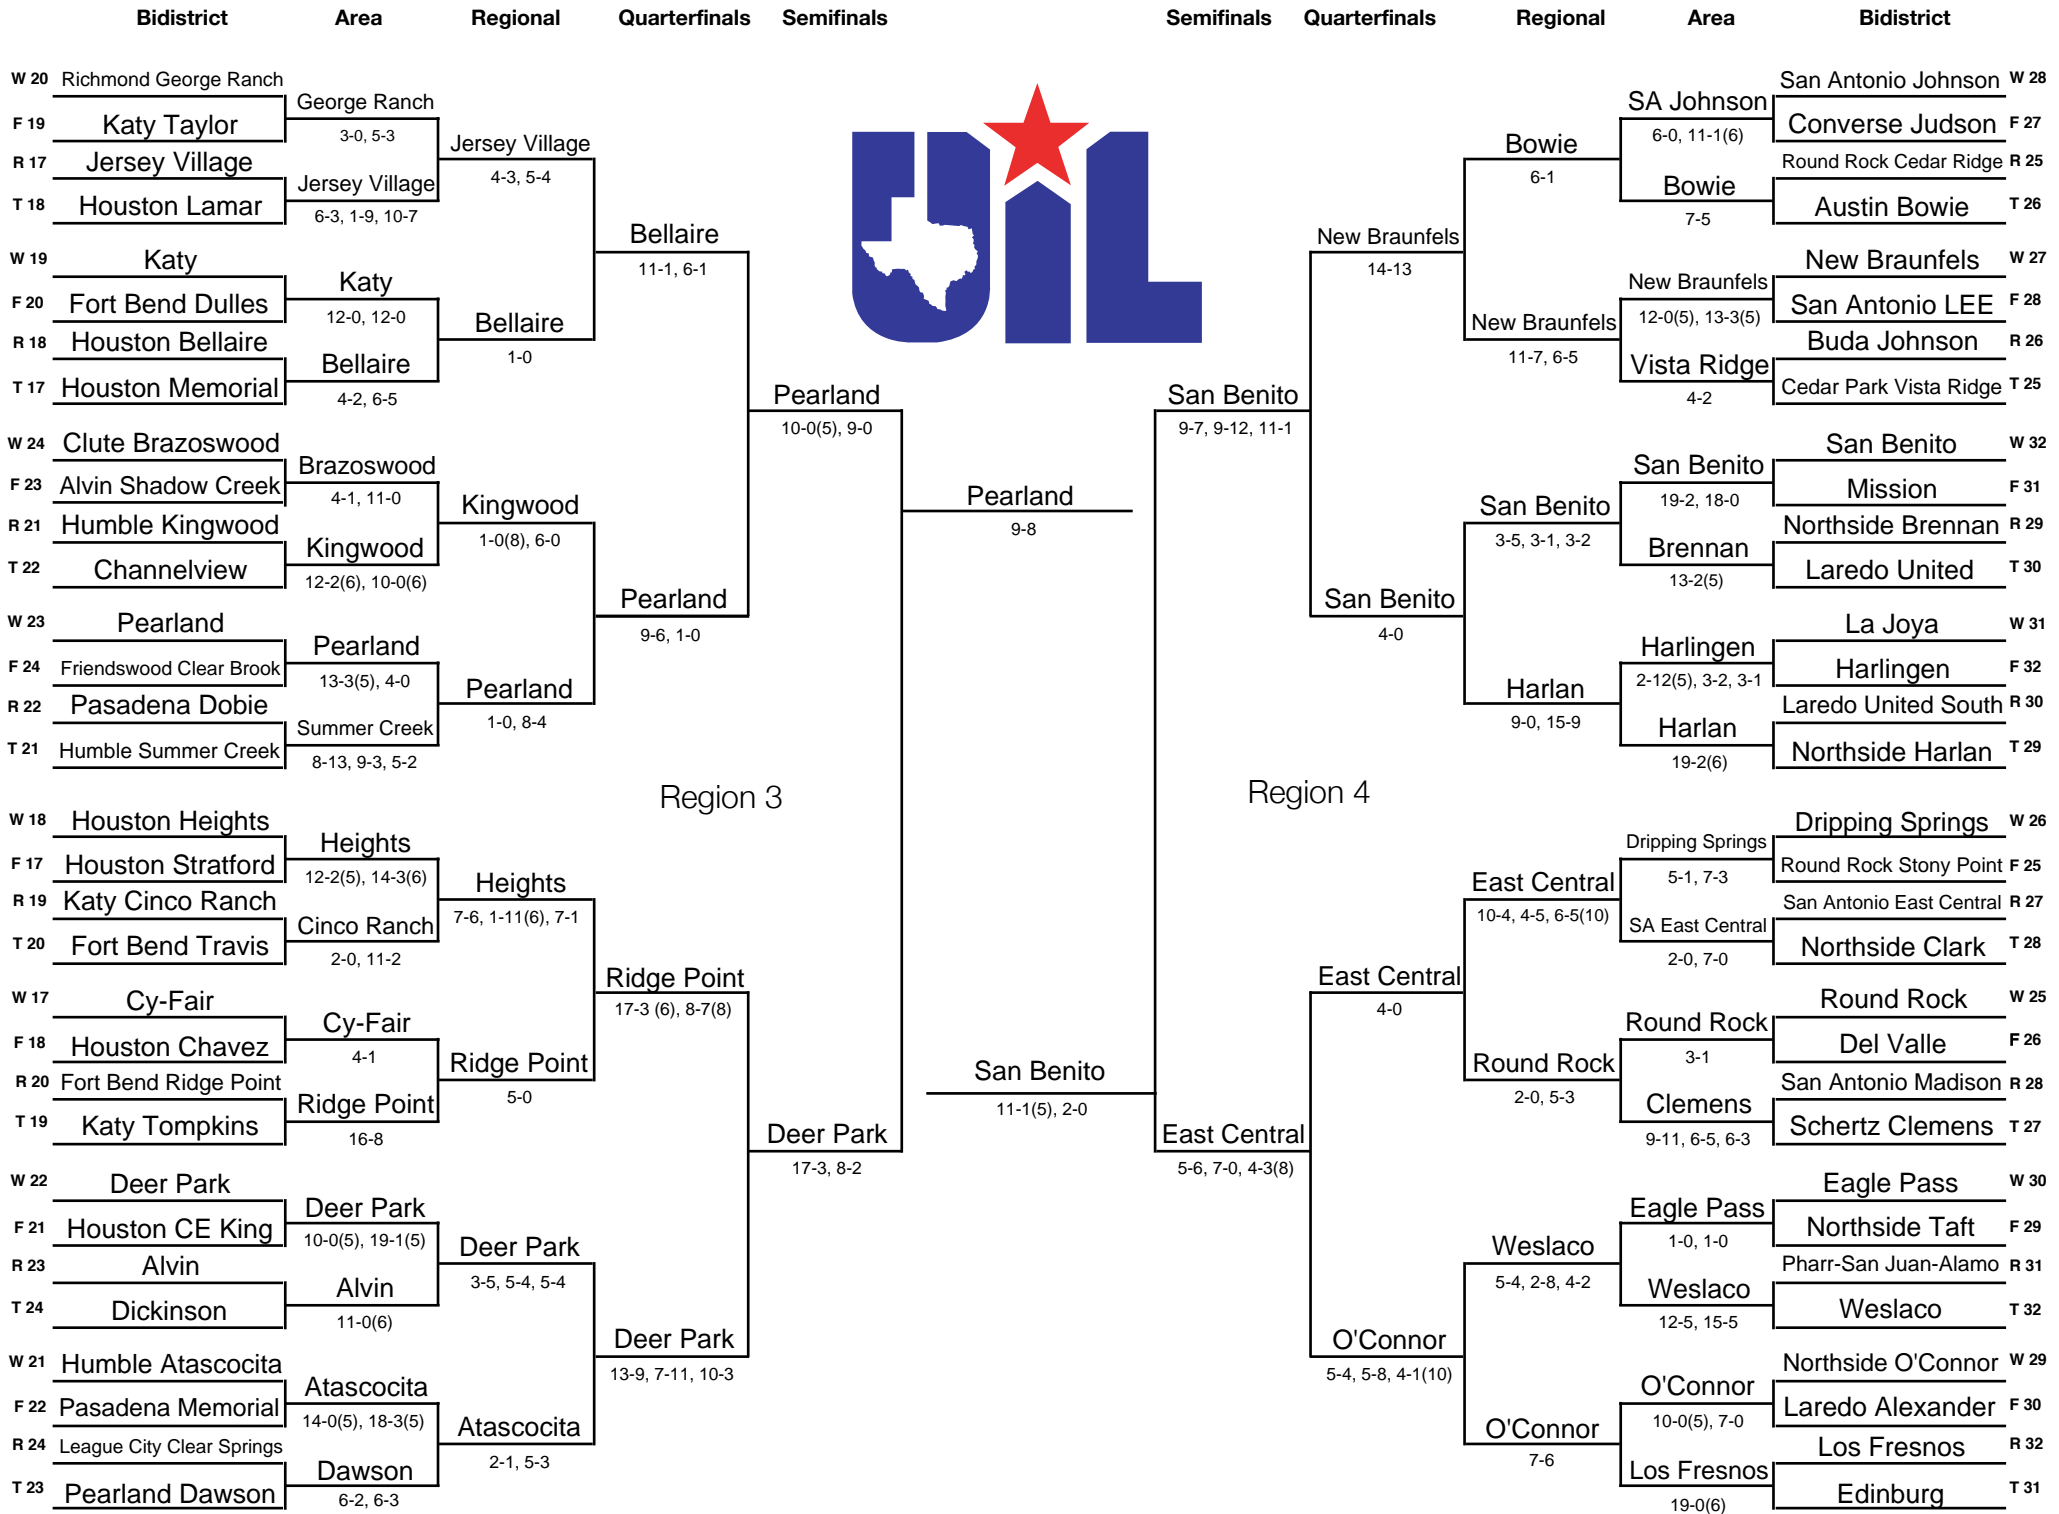 Bidistrict Area Regional Quarterfinals Semifinals Semifinals Quarterfinals Regional Area Bidistrict
W 20 Richmond George Ranch
George Ranch
3-0, 5-3
F 19 Katy Taylor
Jersey Village
4-3, 5-4
R 17 Jersey Village
Jersey Village
6-3, 1-9, 10-7
T 18 Houston Lamar
Bellaire
11-1, 6-1
W 19 Katy
Katy
12-0, 12-0
F 20 Fort Bend Dulles
Bellaire
1-0
R 18 Houston Bellaire
Bellaire
4-2, 6-5
T 17 Houston Memorial
Pearland
10-0(5), 9-0
W 24 Clute Brazoswood
Brazoswood
4-1, 11-0
F 23 Alvin Shadow Creek
Kingwood
1-0(8), 6-0
R 21 Humble Kingwood
Kingwood
12-2(6), 10-0(6)
T 22 Channelview
Pearland
9-6, 1-0
W 23 Pearland
Pearland
13-3(5), 4-0
F 24 Friendswood Clear Brook
Pearland
1-0, 8-4
R 22 Pasadena Dobie
Summer Creek
8-13, 9-3, 5-2
T 21 Humble Summer Creek
Region 3
Pearland
9-8
W 18 Houston Heights
Heights
12-2(5), 14-3(6)
F 17 Houston Stratford
Heights
7-6, 1-11(6), 7-1
R 19 Katy Cinco Ranch
Cinco Ranch
2-0, 11-2
T 20 Fort Bend Travis
Ridge Point
17-3 (6), 8-7(8)
W 17 Cy-Fair
Cy-Fair
4-1
F 18 Houston Chavez
Ridge Point
5-0
R 20 Fort Bend Ridge Point
Ridge Point
16-8
T 19 Katy Tompkins
Deer Park
17-3, 8-2
W 22 Deer Park
Deer Park
10-0(5), 19-1(5)
F 21 Houston CE King
Deer Park
3-5, 5-4, 5-4
R 23 Alvin
Alvin
11-0(6)
T 24 Dickinson
Deer Park
13-9, 7-11, 10-3
W 21 Humble Atascocita
Atascocita
14-0(5), 18-3(5)
F 22 Pasadena Memorial
Atascocita
2-1, 5-3
R 24 League City Clear Springs
Dawson
6-2, 6-3
T 23 Pearland Dawson
UIL
San Antonio Johnson W 28
SA Johnson
6-0, 11-1(6)
Converse Judson F 27
Bowie
6-1
Round Rock Cedar Ridge R 25
Bowie
7-5
Austin Bowie T 26
New Braunfels
14-13
New Braunfels W 27
New Braunfels
12-0(5), 13-3(5)
San Antonio LEE F 28
New Braunfels
11-7, 6-5
Buda Johnson R 26
Vista Ridge
4-2
Cedar Park Vista Ridge T 25
San Benito
9-7, 9-12, 11-1
San Benito W 32
San Benito
19-2, 18-0
Mission F 31
San Benito
3-5, 3-1, 3-2
Northside Brennan R 29
Brennan
13-2(5)
Laredo United T 30
San Benito
4-0
La Joya W 31
Harlingen
2-12(5), 3-2, 3-1
Harlingen F 32
Harlan
9-0, 15-9
Laredo United South R 30
Harlan
19-2(6)
Northside Harlan T 29
Region 4
San Benito
11-1(5), 2-0
Dripping Springs W 26
Dripping Springs
5-1, 7-3
Round Rock Stony Point F 25
East Central
10-4, 4-5, 6-5(10)
San Antonio East Central R 27
SA East Central
2-0, 7-0
Northside Clark T 28
East Central
4-0
Round Rock W 25
Round Rock
3-1
Del Valle F 26
Round Rock
2-0, 5-3
San Antonio Madison R 28
Clemens
9-11, 6-5, 6-3
Schertz Clemens T 27
East Central
5-6, 7-0, 4-3(8)
Eagle Pass W 30
Eagle Pass
1-0, 1-0
Northside Taft F 29
Weslaco
5-4, 2-8, 4-2
Pharr-San Juan-Alamo R 31
Weslaco
12-5, 15-5
Weslaco T 32
O'Connor
5-4, 5-8, 4-1(10)
Northside O'Connor W 29
O'Connor
10-0(5), 7-0
Laredo Alexander F 30
O'Connor
7-6
Los Fresnos R 32
Los Fresnos
19-0(6)
Edinburg T 31